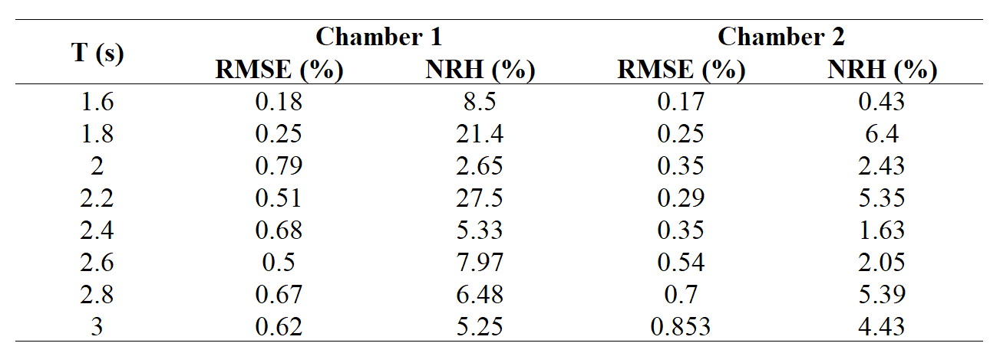 T (s) Chamber 1 Chamber 2
RMSE (%) NRH (%) RMSE (%) NRH (%)
1.6 0.18 8.5 0.17 0.43
1.8 0.25 21.4 0.25 6.4
2 0.79 2.65 0.35 2.43
2.2 0.51 27.5 0.29 5.35
2.4 0.68 5.33 0.35 1.63
2.6 0.5 7.97 0.54 2.05
2.8 0.67 6.48 0.7 5.39
3 0.62 5.25 0.853 4.43